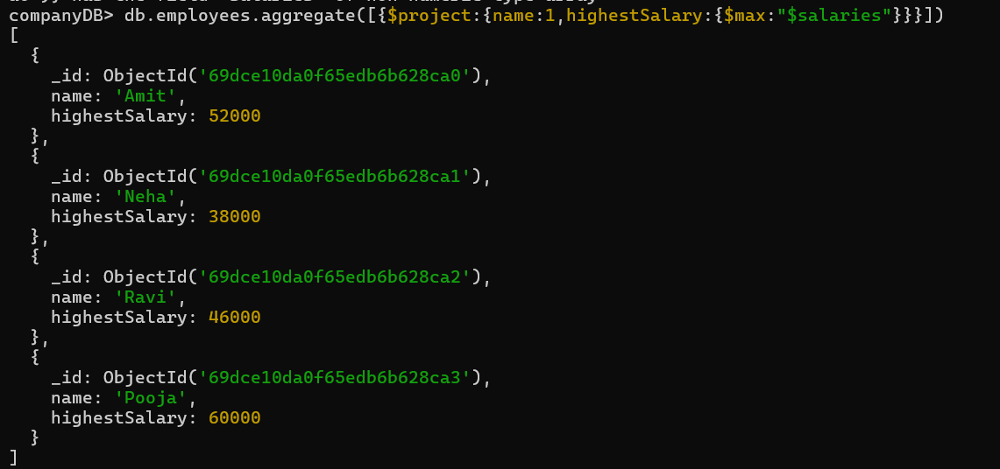 companyDB> db.employees.aggregate([{$project:{name:1,highestSalary:{$max:"$salaries"}}}])
[
  {
    _id: ObjectId('69dce10da0f65edb6b628ca0'),
    name: 'Amit',
    highestSalary: 52000
  },
  {
    _id: ObjectId('69dce10da0f65edb6b628ca1'),
    name: 'Neha',
    highestSalary: 38000
  },
  {
    _id: ObjectId('69dce10da0f65edb6b628ca2'),
    name: 'Ravi',
    highestSalary: 46000
  },
  {
    _id: ObjectId('69dce10da0f65edb6b628ca3'),
    name: 'Pooja',
    highestSalary: 60000
  }
]